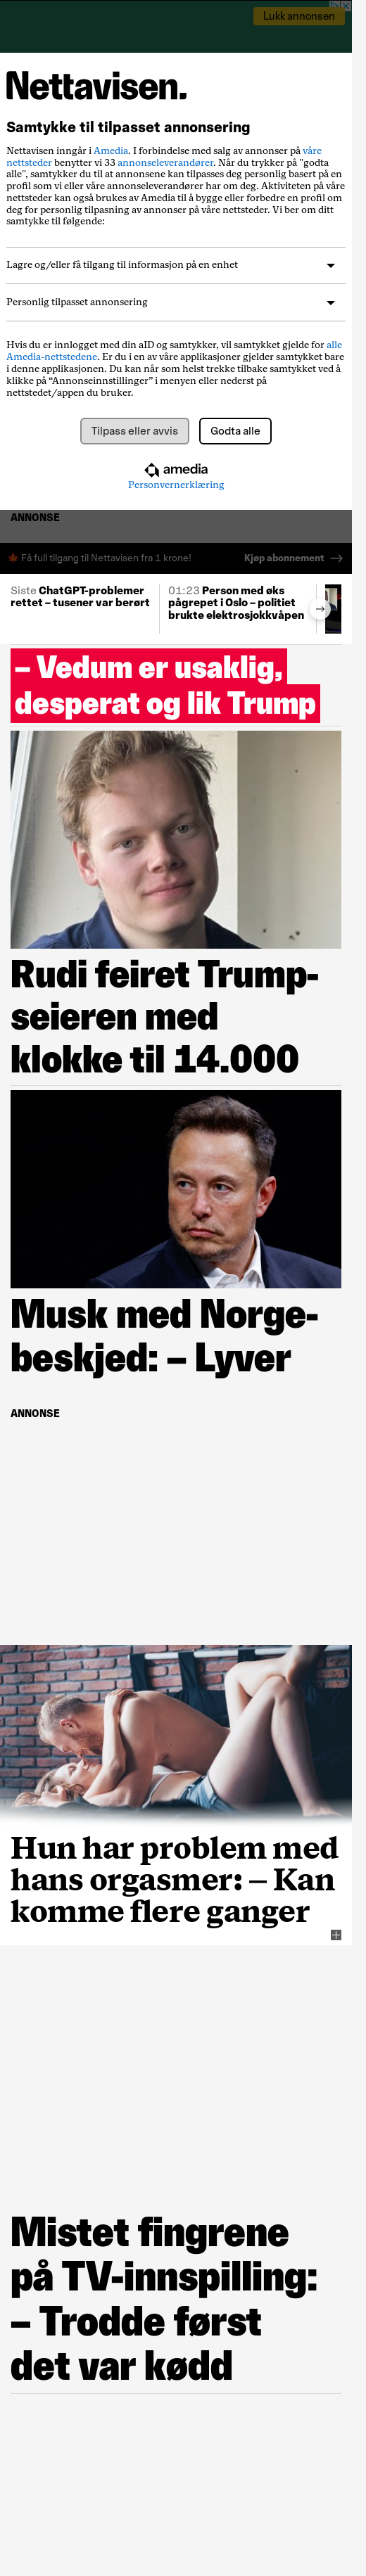 Lukk annonsen
Nettavisen.
Samtykke til tilpasset annonsering
Nettavisen inngår i Amedia. I forbindelse med salg av annonser på våre
nettsteder benytter vi 33 annonseleverandører. Når du trykker på "godta
alle", samtykker du til at annonsene kan tilpasses deg personlig basert på en
profil som vi eller våre annonseleverandører har om deg. Aktiviteten på våre
nettsteder kan også brukes av Amedia til å bygge eller forbedre en profil om
deg for personlig tilpasning av annonser på våre nettsteder. Vi ber om ditt
samtykke til følgende:
Lagre og/eller få tilgang til informasjon på en enhet
Personlig tilpasset annonsering
Hvis du er innlogget med din aID og samtykker, vil samtykket gjelde for alle
Amedia-nettstedene. Er du i en av våre applikasjoner gjelder samtykket bare
i denne applikasjonen. Du kan når som helst trekke tilbake samtykket ved å
klikke på “Annonseinnstillinger” i menyen eller nederst på
nettstedet/appen du bruker.
Tilpass eller avvis
Godta alle
amedia
Personvernerklæring
ANNONSE
Få full tilgang til Nettavisen fra 1 krone!
Kjøp abonnement
Siste ChatGPT-problemer
rettet – tusener var berørt
01:23 Person med øks
pågrepet i Oslo – politiet
brukte elektrosjokkvåpen
– Vedum er usaklig,
desperat og lik Trump
Rudi feiret Trump-
seieren med
klokke til 14.000
Musk med Norge-
beskjed: – Lyver
ANNONSE
Hun har problem med
hans orgasmer: – Kan
komme flere ganger
Mistet fingrene
på TV-innspilling:
– Trodde først
det var kødd